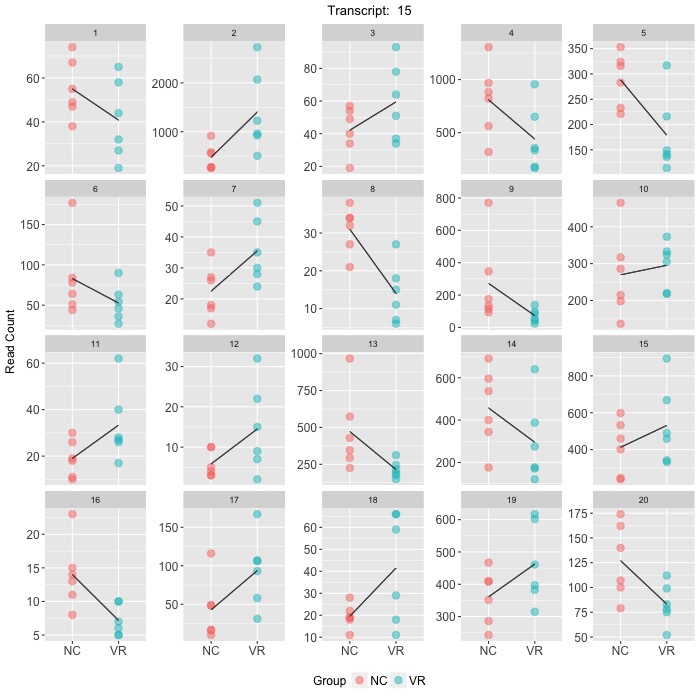 Transcript: 15
1 2 3 4 5
60 40 20
2000 1000
80 60 40 20
1000 500
350 300 250 200 150
6 7 8 9 10
150 100 50
50 40 30 20
30 20 10
800 600 400 200 0
400 300 200
Read Count
11 12 13 14 15
60 40 20
30 20 10
1000 750 500 250
600 400 200
800 600 400
16 17 18 19 20
20 15 10 5
150 100 50
60 50 40 30 20 10
600 500 400 300
175 150 125 100 75 50
NC VR NC VR NC VR NC VR NC VR
Group NC VR